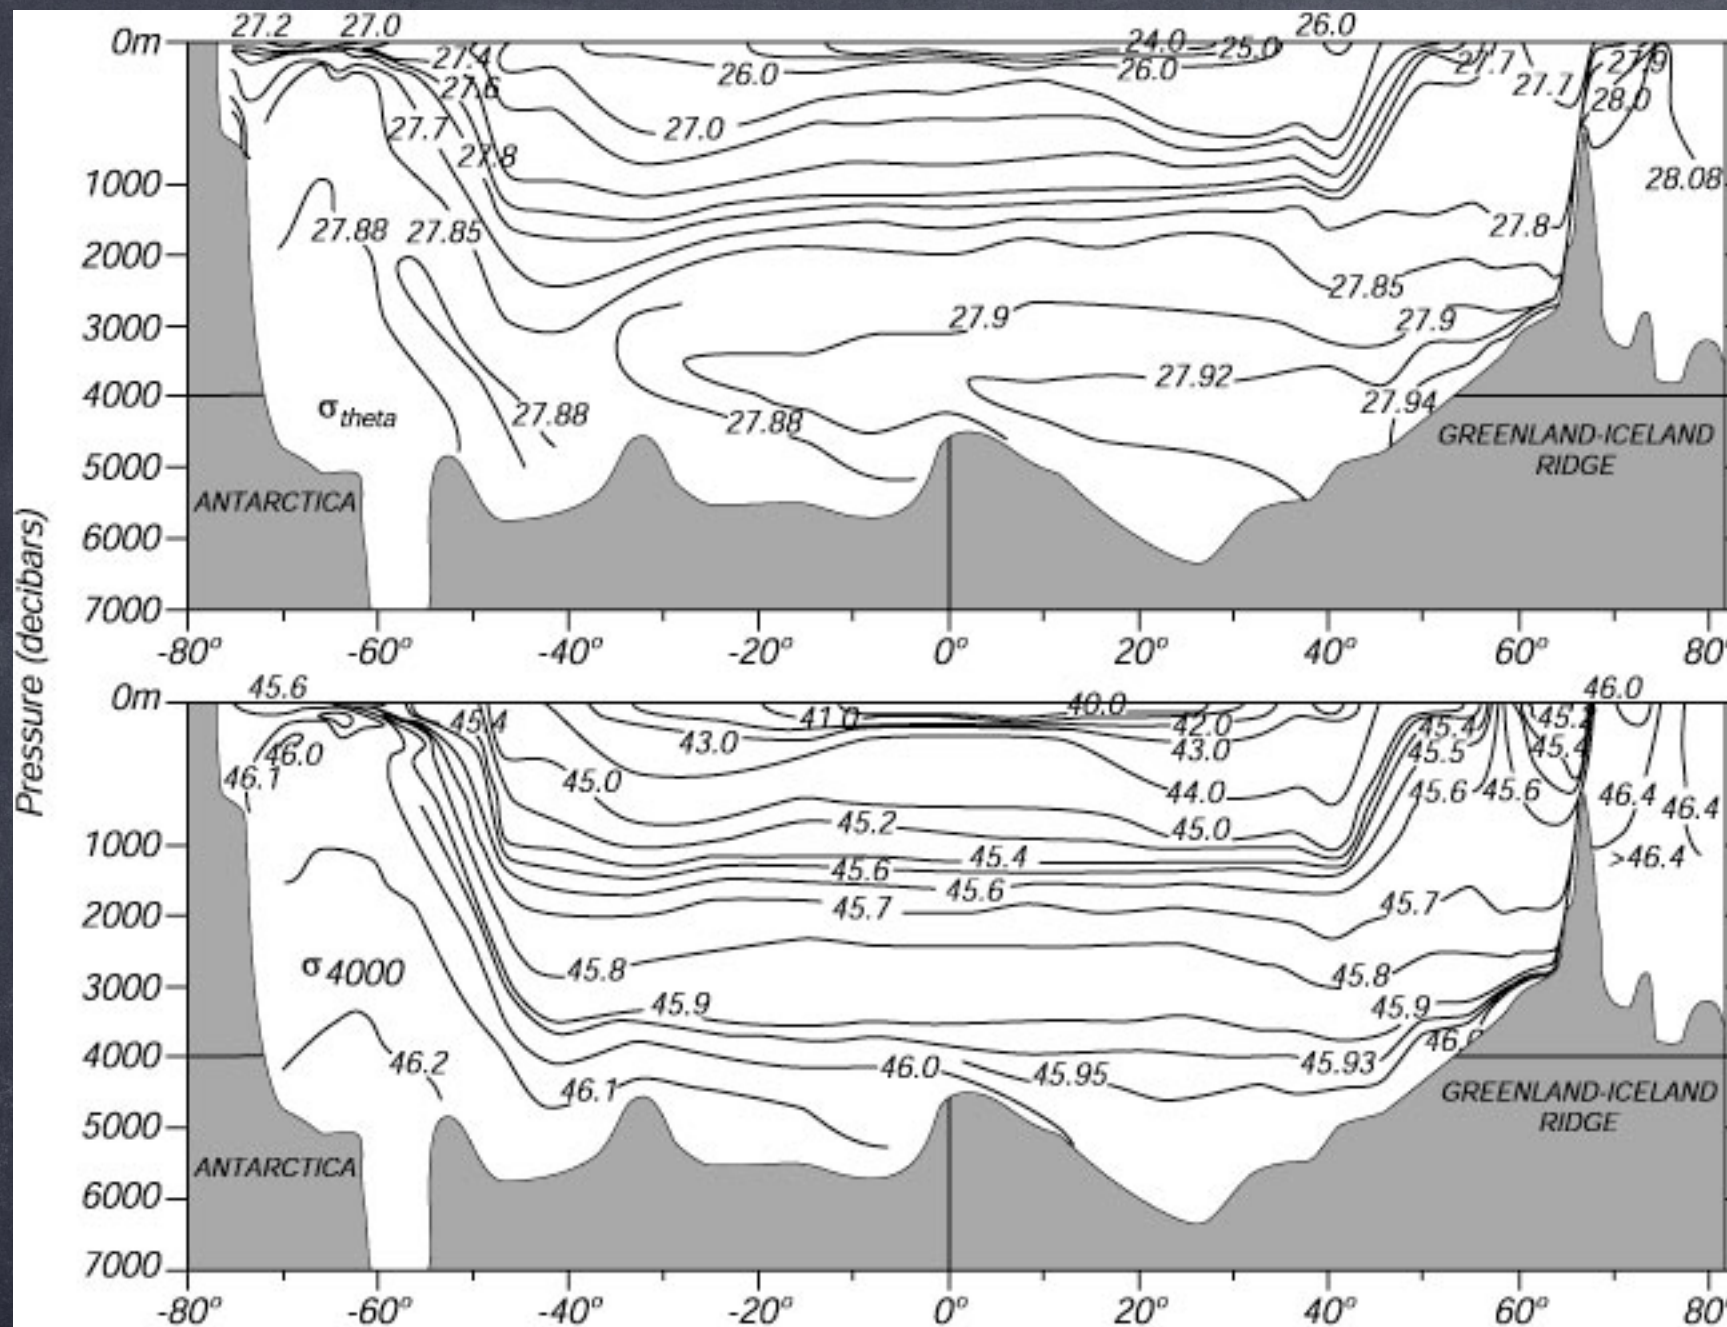 27.2 27.0 26.0
0m
27.4 24.0 25.0 27.7 27.9
27.6 26.0 26.0 27.7 28.0
27.7 27.0
27.8
1000 28.08
27.88 27.85 27.8
2000
27.85
3000 27.9 27.9
27.92
4000 27.94
σtheta 27.88 27.88
GREENLAND-ICELAND
RIDGE
5000
ANTARCTICA
6000
7000
-80° -60° -40° -20° 0° 20° 40° 60° 80°
Pressure (decibars)
45.6 46.0
0m
45.4 41.0 40.0 42.0 45.4
46.0 43.0 43.0 45.5 45.4
46.1 45.0 44.0 45.6 45.6 46.4 46.4
45.2 45.0
1000 45.4 >46.4
45.6 45.6
2000 45.7 45.7
σ4000 45.8 45.8
3000
45.9 45.9
4000
46.2 46.0 45.95 45.93
46.1
GREENLAND-ICELAND
RIDGE
5000
ANTARCTICA
6000
7000
-80° -60° -40° -20° 0° 20° 40° 60° 80°